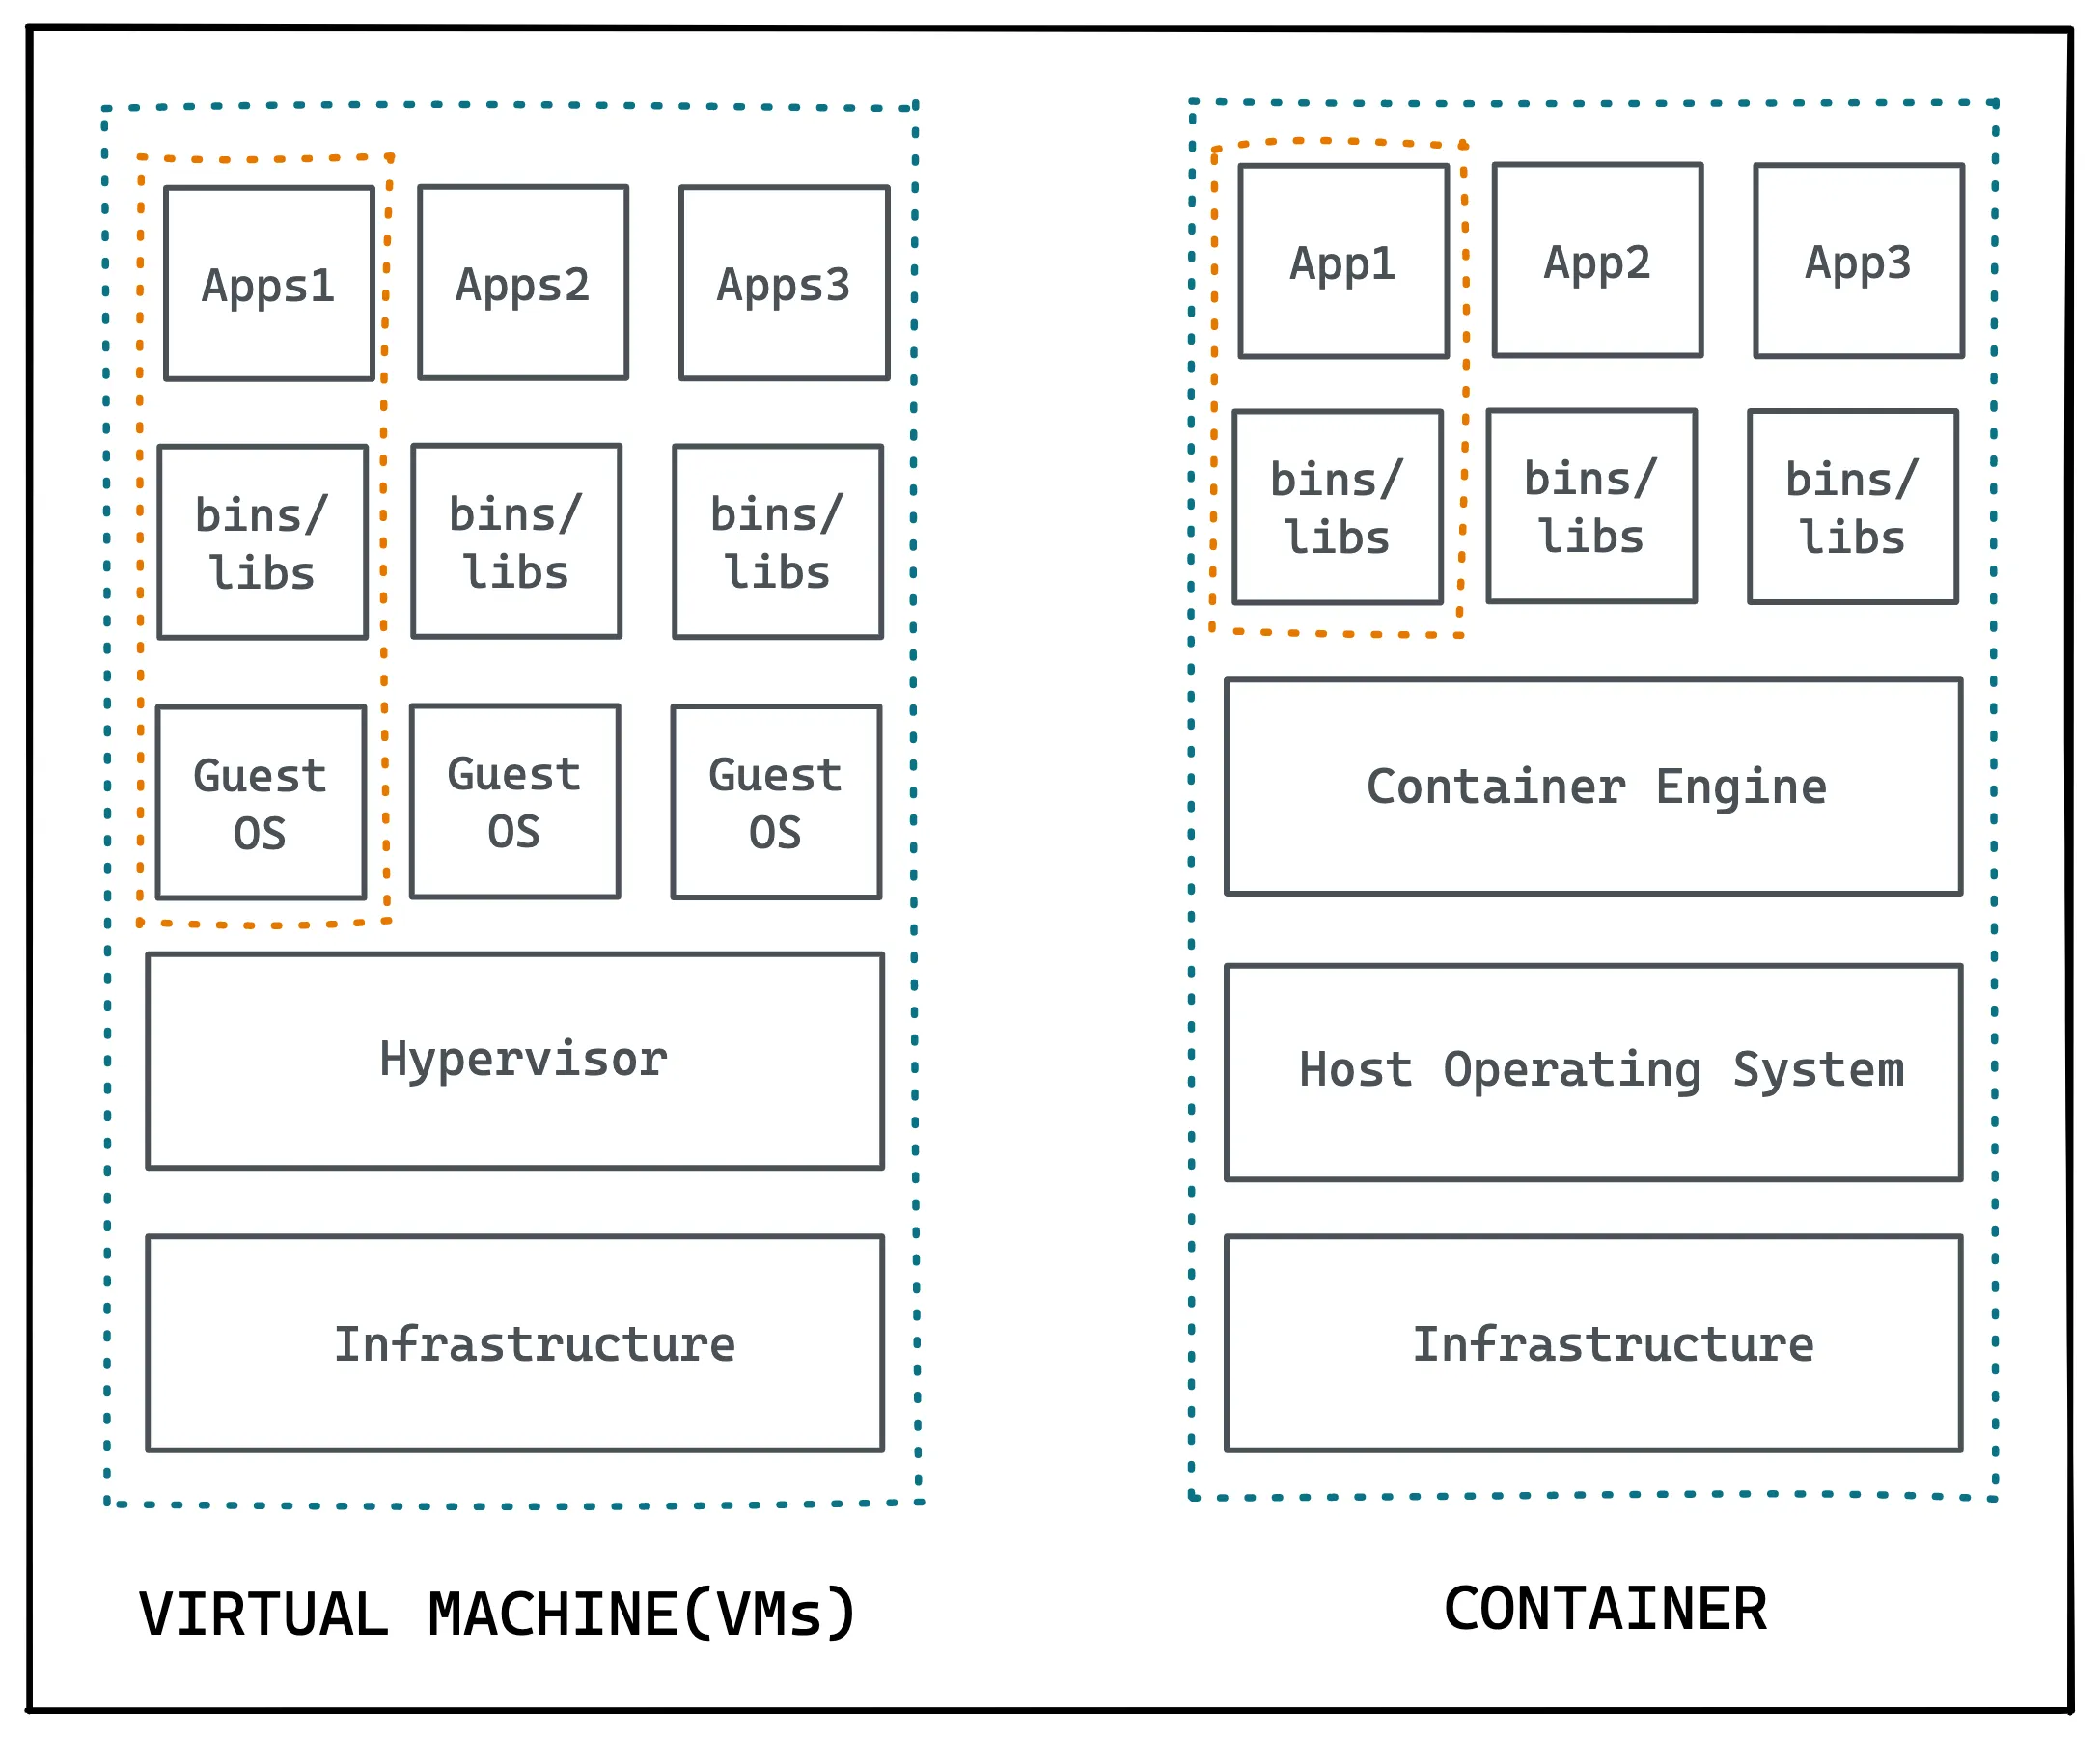 Apps1
Apps2
Apps3
bins/
libs
bins/
libs
bins/
libs
Guest
OS
Guest
OS
Guest
OS
Hypervisor
Infrastructure
VIRTUAL MACHINE(VMs)
App1
App2
App3
bins/
libs
bins/
libs
bins/
libs
Container Engine
Host Operating System
Infrastructure
CONTAINER